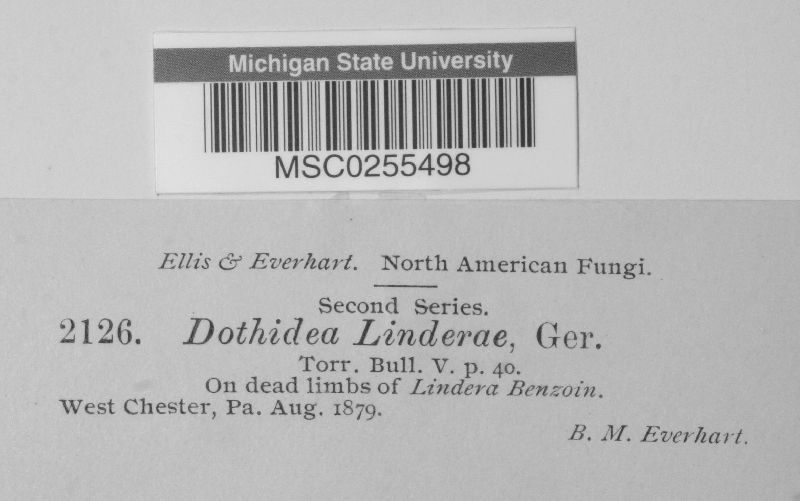 Michigan State University
MSC0255498
Ellis & Everhart. North American Fungi.
Second Series.
2126. Dothidea Linderae, Ger.
Torr. Bull. V. p. 40.
On dead limbs of Lindera Benzoin.
West Chester, Pa. Aug. 1879.
B. M. Everhart.